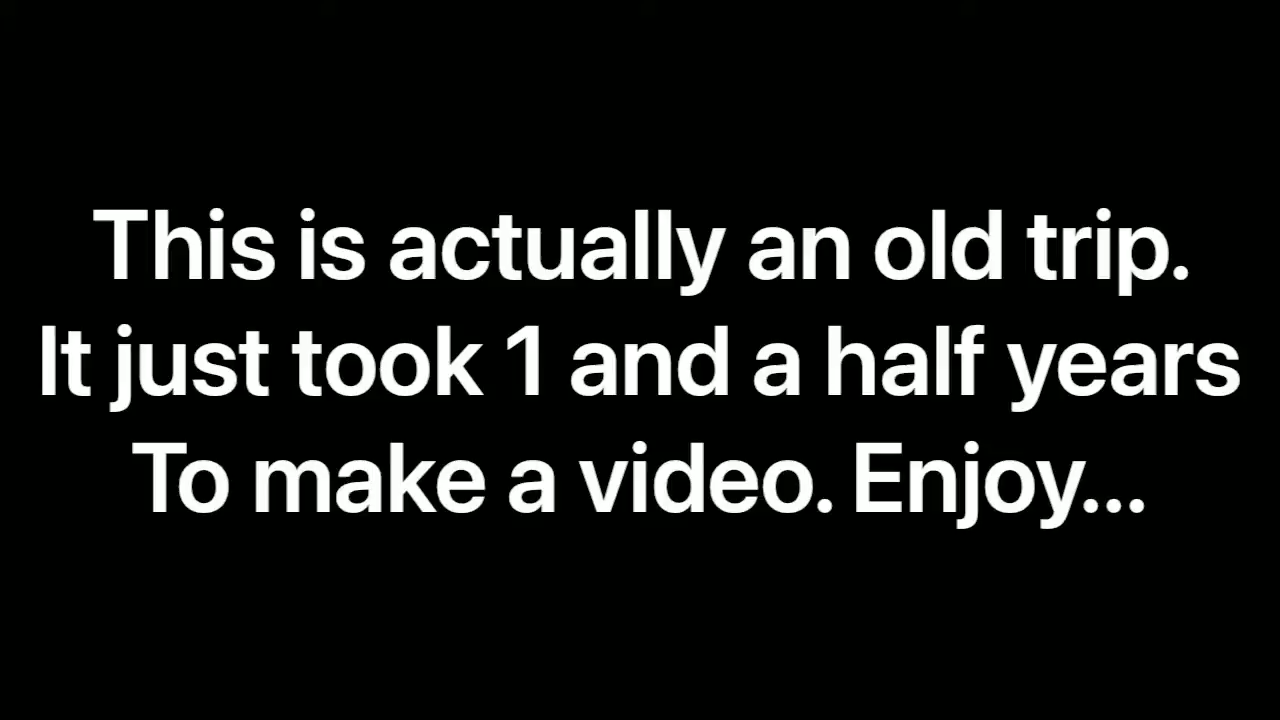 This is actually an old trip.
It just took 1 and a half years
To make a video. Enjoy...